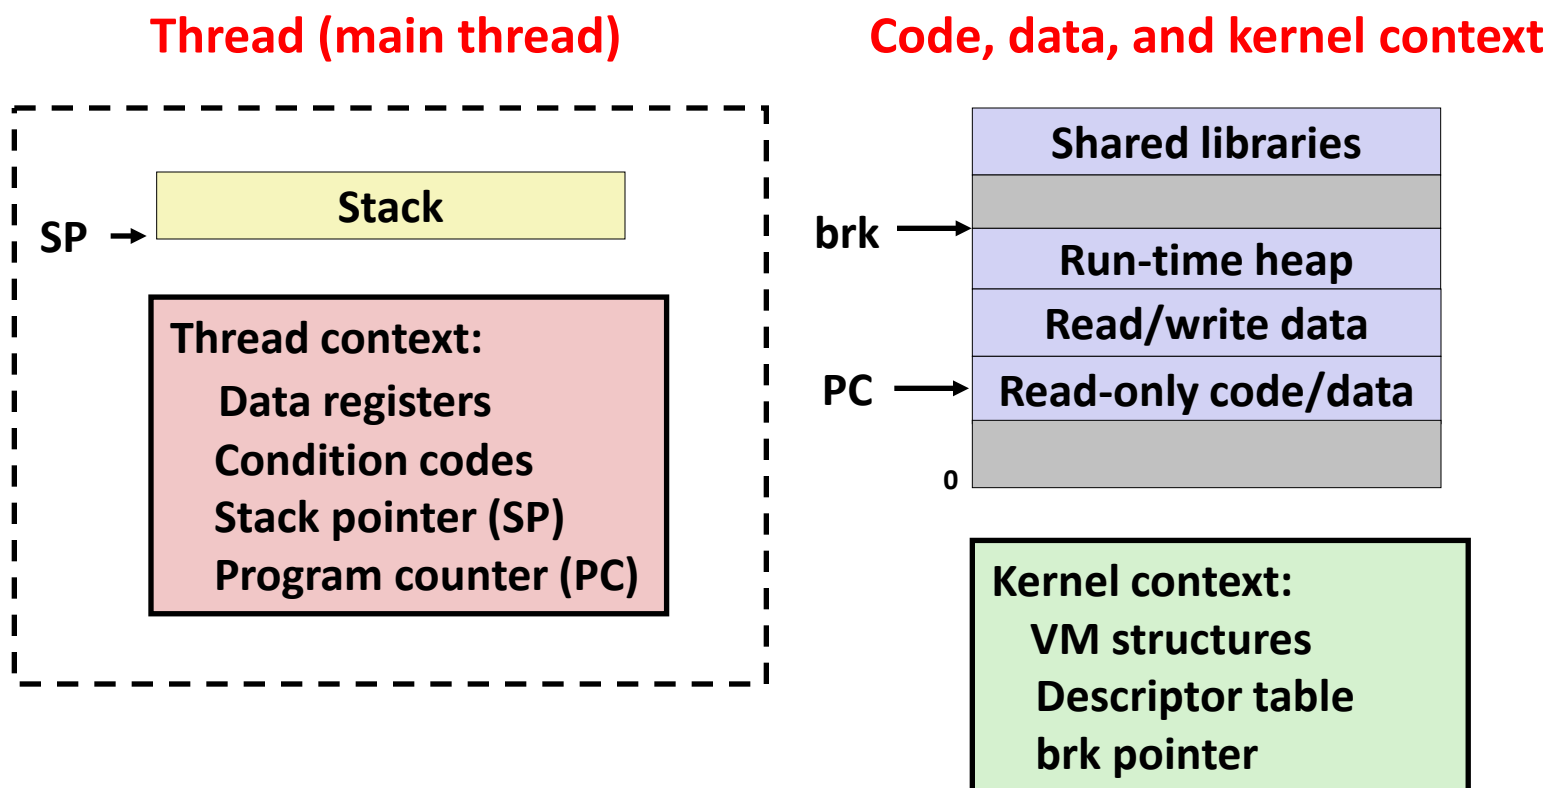 Thread (main thread)
Stack
SP
Thread context:
Data registers
Condition codes
Stack pointer (SP)
Program counter (PC)
Code, data, and kernel context
Shared libraries
brk
Run-time heap
Read/write data
PC
Read-only code/data
0
Kernel context:
VM structures
Descriptor table
brk pointer